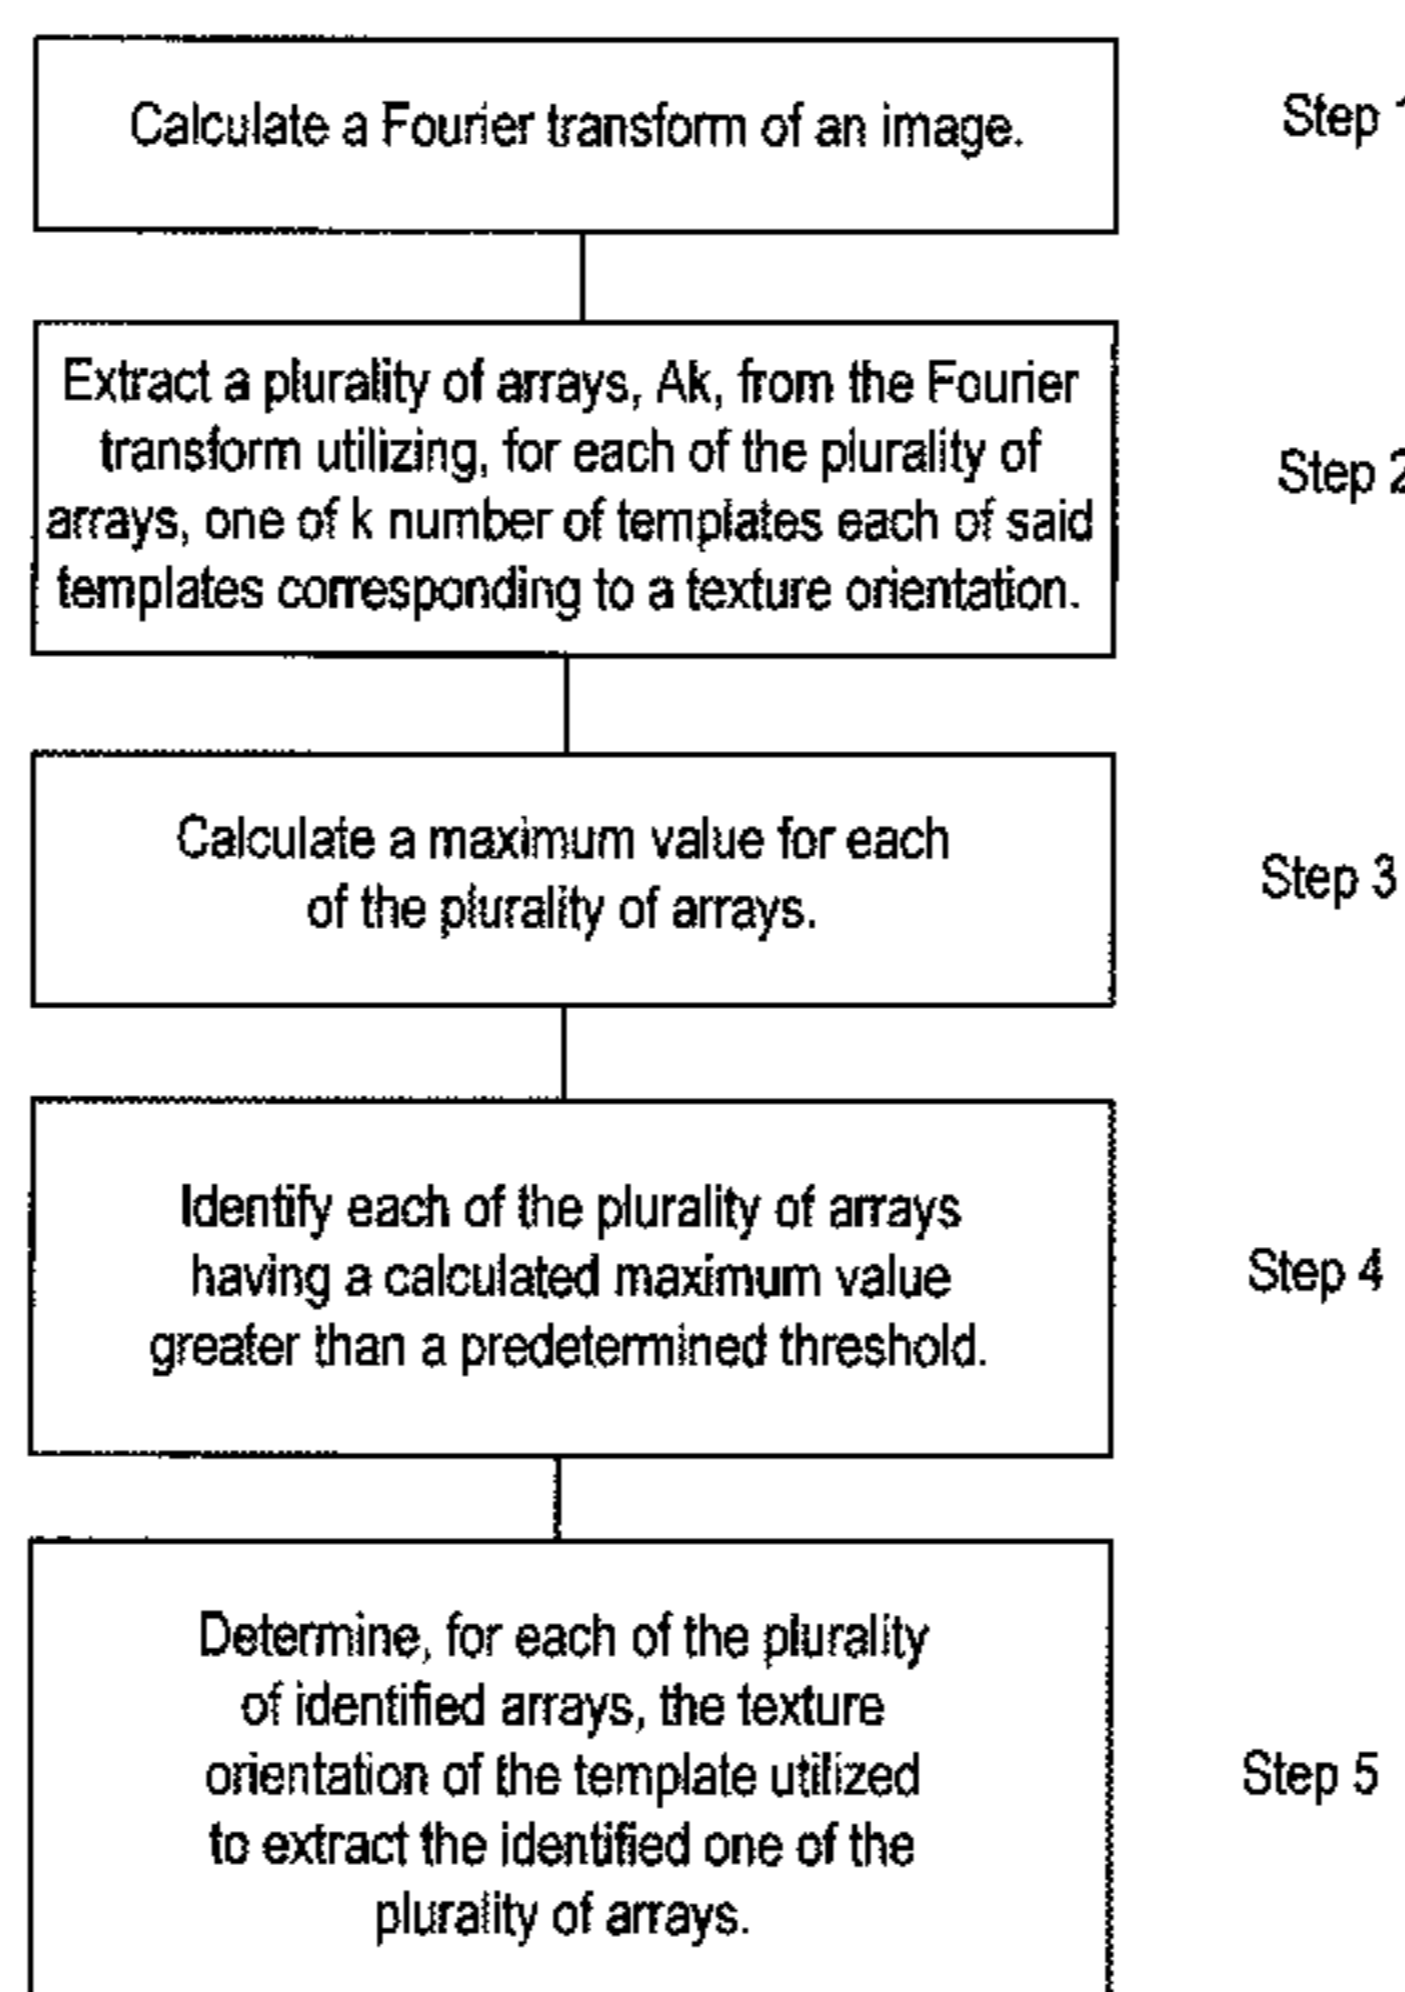 Calculate a Fourier transform of an image.
Step 1
Extract a plurality of arrays, Ak, from the Fourier
transform utilizing, for each of the plurality of
arrays, one of k number of templates each of said
templates corresponding to a texture orientation.
Step 2
Calculate a maximum value for each
of the plurality of arrays.
Step 3
Identify each of the plurality of arrays
having a calculated maximum value
greater than a predetermined threshold.
Step 4
Determine, for each of the plurality
of identified arrays, the texture
orientation of the template utilized
to extract the identified one of the
plurality of arrays.
Step 5